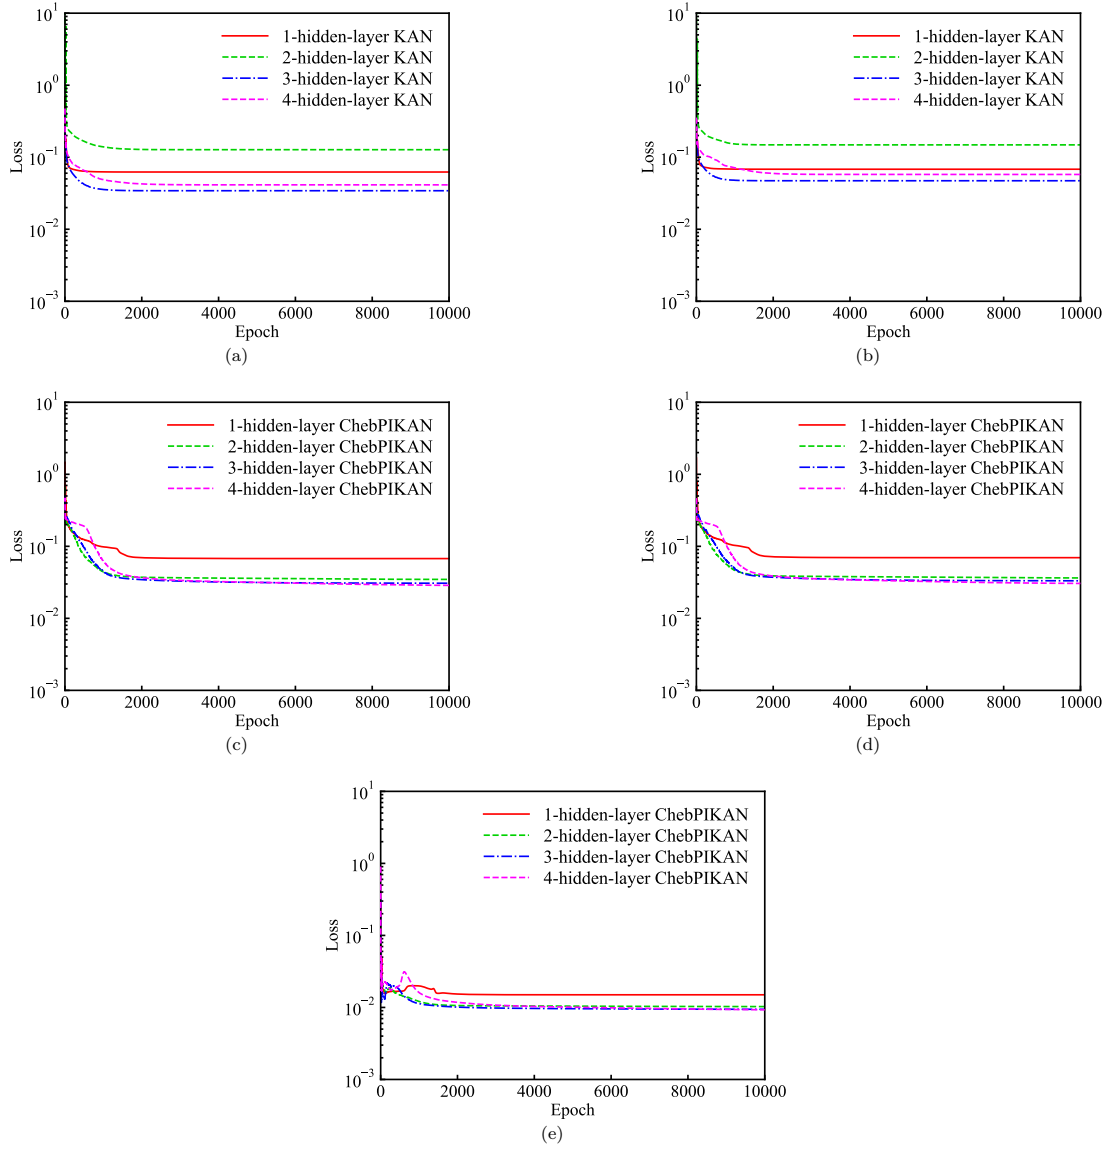 10^1
10^0
10^−1
10^−2
10^−3
Loss
1-hidden-layer KAN
2-hidden-layer KAN
3-hidden-layer KAN
4-hidden-layer KAN
0 2000 4000 6000 8000 10000
Epoch
(a)
10^1
10^0
10^−1
10^−2
10^−3
Loss
1-hidden-layer KAN
2-hidden-layer KAN
3-hidden-layer KAN
4-hidden-layer KAN
0 2000 4000 6000 8000 10000
Epoch
(b)
10^1
10^0
10^−1
10^−2
10^−3
Loss
1-hidden-layer ChebPIKAN
2-hidden-layer ChebPIKAN
3-hidden-layer ChebPIKAN
4-hidden-layer ChebPIKAN
0 2000 4000 6000 8000 10000
Epoch
(c)
10^1
10^0
10^−1
10^−2
10^−3
Loss
1-hidden-layer ChebPIKAN
2-hidden-layer ChebPIKAN
3-hidden-layer ChebPIKAN
4-hidden-layer ChebPIKAN
0 2000 4000 6000 8000 10000
Epoch
(d)
10^1
10^0
10^−1
10^−2
10^−3
Loss
1-hidden-layer ChebPIKAN
2-hidden-layer ChebPIKAN
3-hidden-layer ChebPIKAN
4-hidden-layer ChebPIKAN
0 2000 4000 6000 8000 10000
Epoch
(e)